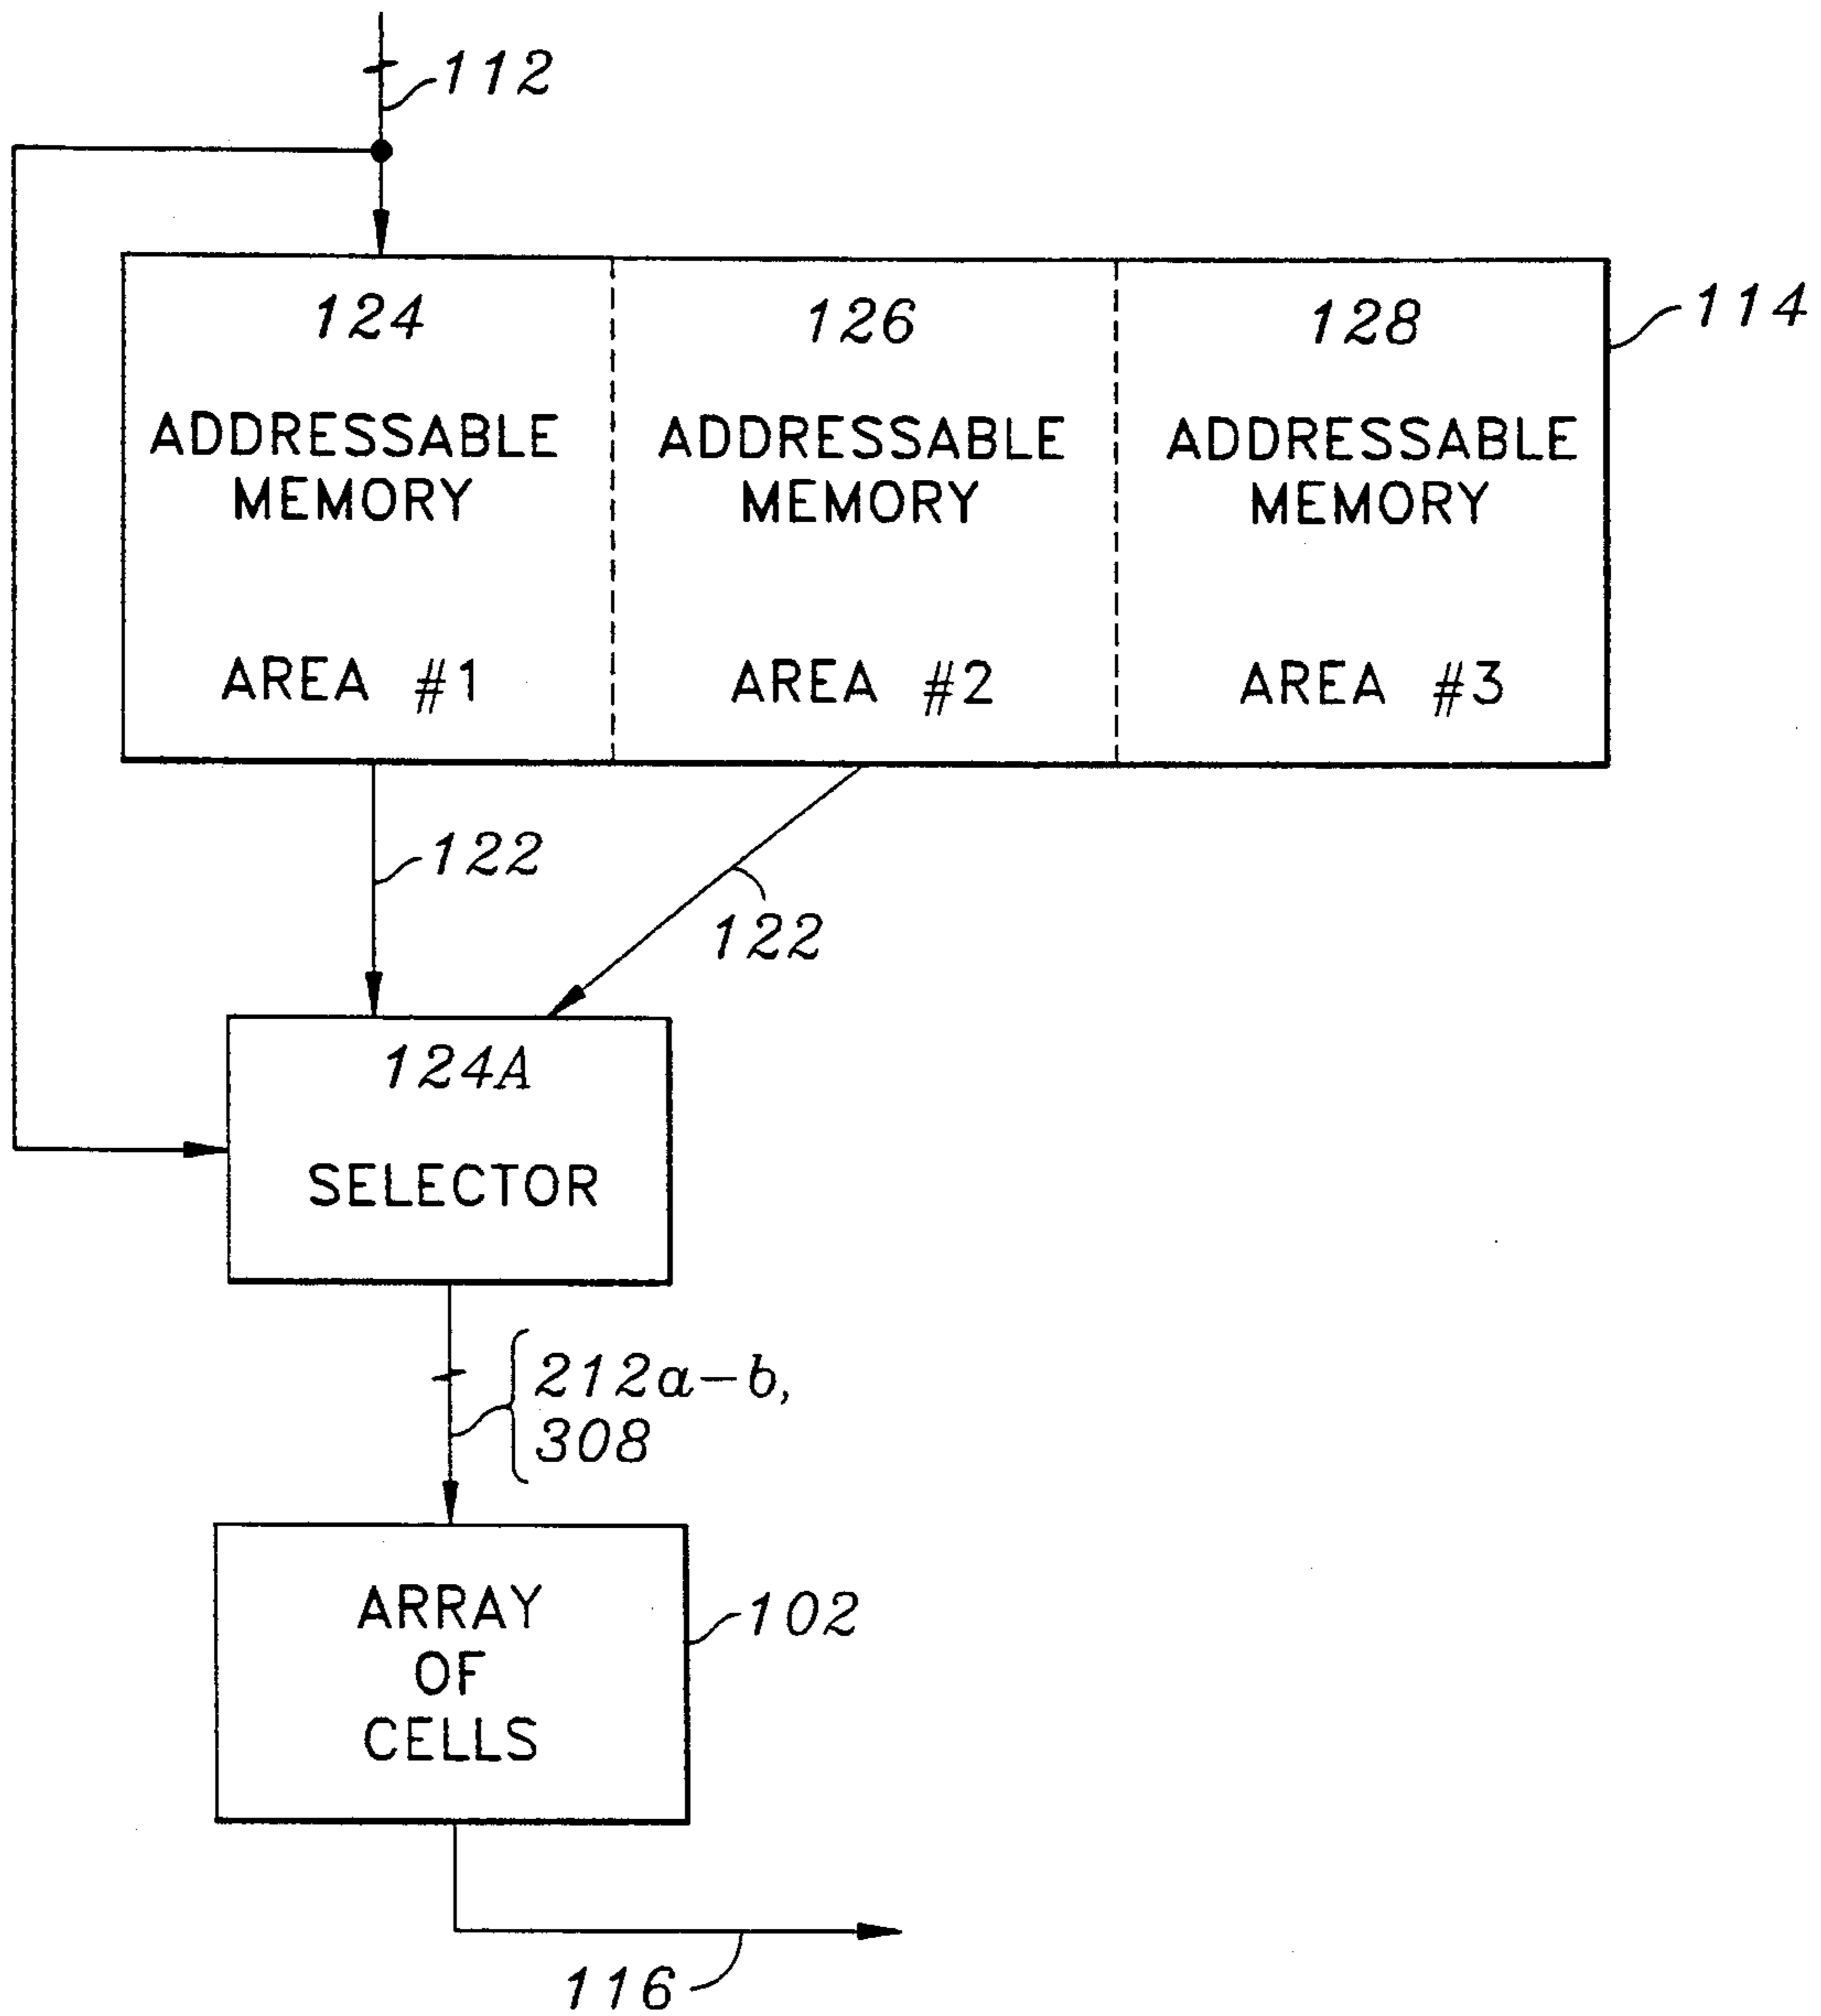 112
124
126
128
114
ADDRESSABLE
MEMORY
AREA #1
ADDRESSABLE
MEMORY
AREA #2
ADDRESSABLE
MEMORY
AREA #3
122
122
124A
SELECTOR
212a-b,
308
ARRAY
OF
CELLS
102
116